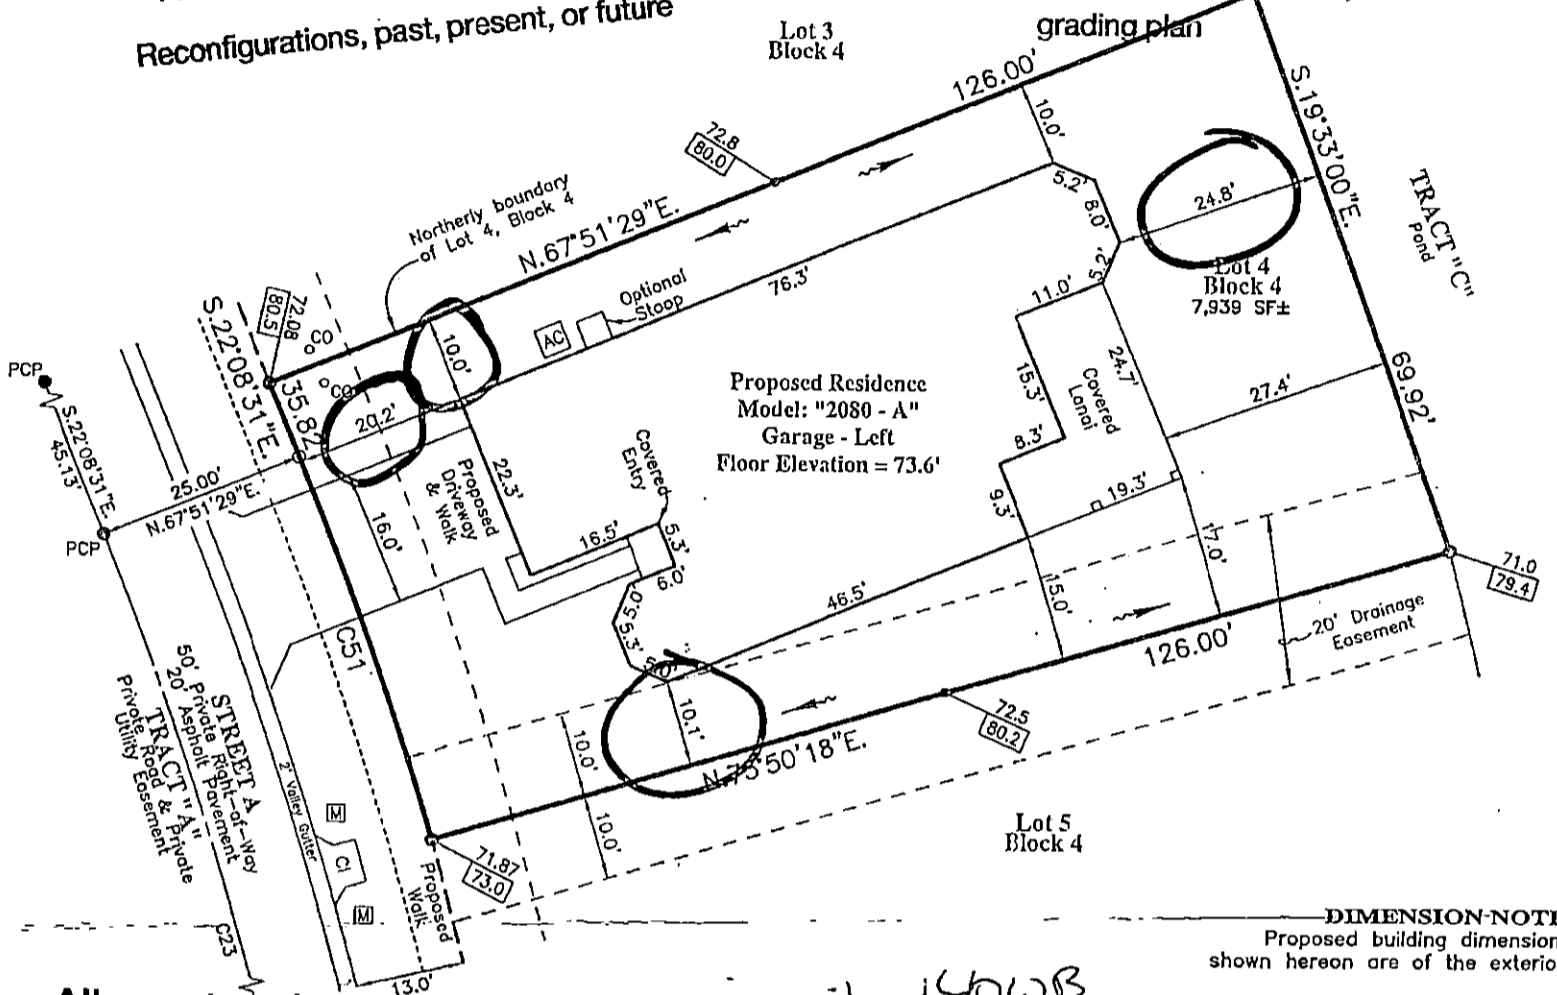 Reconfigurations, past, present, or future
Lot 3
Block 4
grading plan
126.00'
10.0'
72.8
80.0
S.19°33'00"E.
TRACT "C"
Pond
Northerly boundary
of Lot 4, Block 4
N.67°51'29"E.
5.2'
8.0'
5.2'
24.8'
Lot 4
Block 4
7,939 SF±
76.3'
Optional
Stoop
AC
11.0'
S.22°08'31"E.
72.08
80.5
CO
CO
10.0'
35.82'
20.2'
PCP
S.22°08'31"E.
45.13'
25.00'
N.67°51'29"E.
PCP
Proposed Residence
Model: "2080 - A"
Garage - Left
Floor Elevation = 73.6'
15.3'
24.7'
Covered
Lanai
8.3'
27.4'
69.92'
Covered
Entry
Proposed
Driveway
& Walk
22.3'
16.0'
16.5'
5.3'
6.0'
5.0'
5.3'
5.0'
9.3'
19.3'
17.0'
15.0'
46.5'
71.0
79.4
20' Drainage
Easement
126.00'
C51
10.1'
72.5
80.2
N.75°50'18"E.
10.0'
10.0'
STREET A
50' Private Right-of-Way
20' Asphalt Pavement
TRACT "A"
Private Road & Private
Utility Easement
2' Valley Gutter
M
CI
M
71.87
73.0
Proposed
Walk
Lot 5
Block 4
C23
13.0'
DIMENSION NOTE
Proposed building dimension
shown hereon are of the exterio